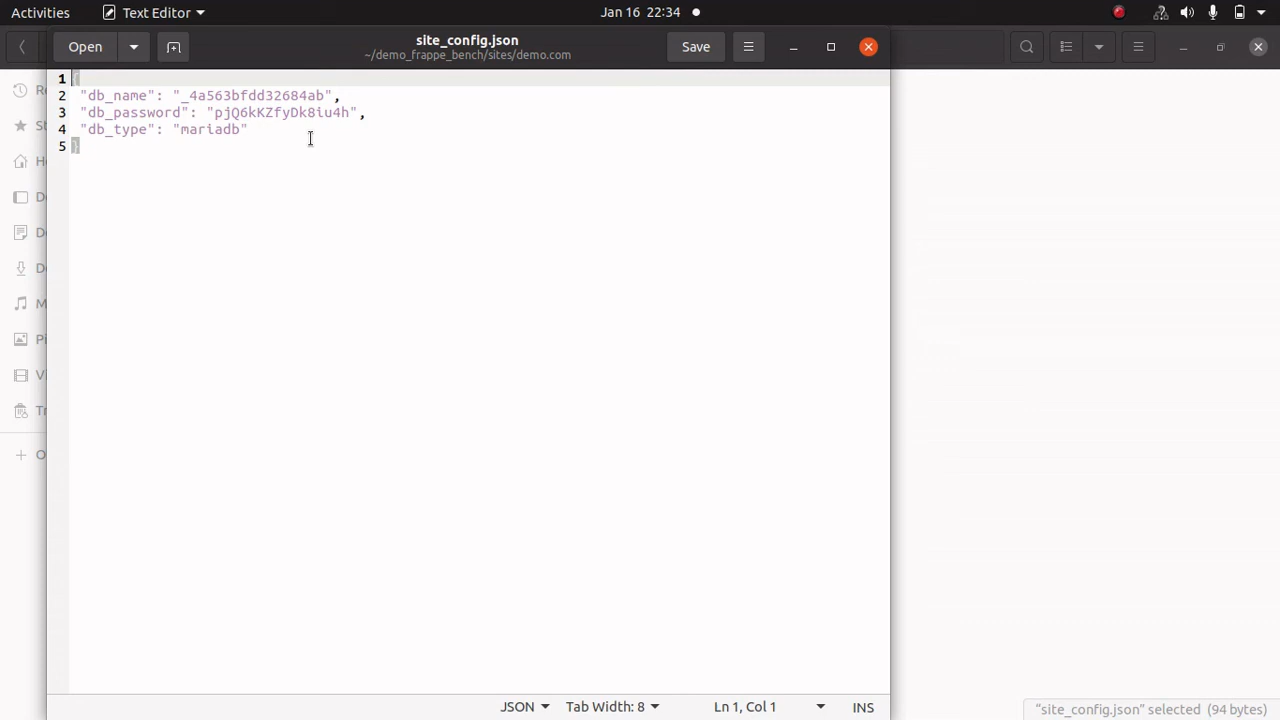 Activities Text Editor Jan 16 22:34
Open site_config.json Save
~/demo_frappe_bench/sites/demo.com
1 {
2 "db_name": "_4a563bfdd32684ab",
3 "db_password": "pjQ6kKZfyDk8iu4h",
4 "db_type": "mariadb"
5 }
JSON Tab Width: 8 Ln 1, Col 1 INS
"site_config.json" selected (94 bytes)